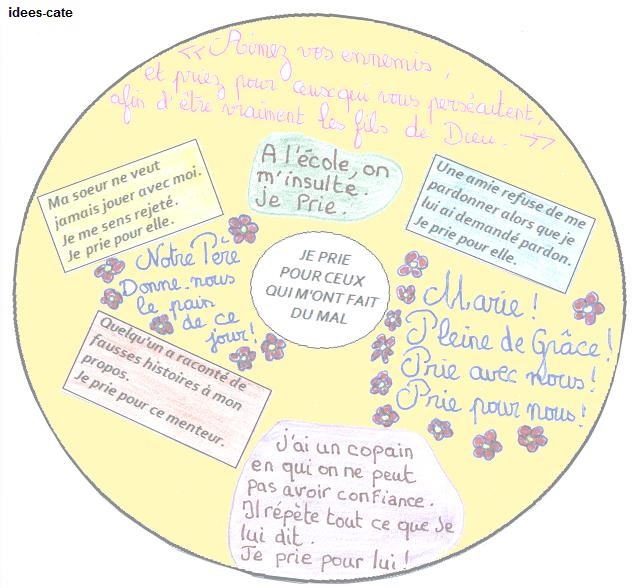 idees-cate
« Aimez vos ennemis,
et priez pour ceux qui vous persécutent,
afin d'être vraiment les fils de Dieu. »
Ma soeur ne veut
jamais jouer avec moi.
Je me sens rejeté.
Je prie pour elle.
A l'école, on
m'insulte.
Je Prie.
Une amie refuse de me
pardonner alors que je
lui ai demandé pardon.
Je prie pour elle.
Notre Père
Donne-nous
le pain
de ce
jour!
JE PRIE
POUR CEUX
QUI M'ONT FAIT
DU MAL
Marie!
Pleine de Grâce!
Prie avec nous!
Prie pour nous!
Quelqu'un a raconté de
fausses histoires à mon
propos.
Je prie pour ce menteur.
j'ai un copain
en qui on ne peut
pas avoir confiance.
Il répète tout ce que je
lui dit.
Je prie pour lui!